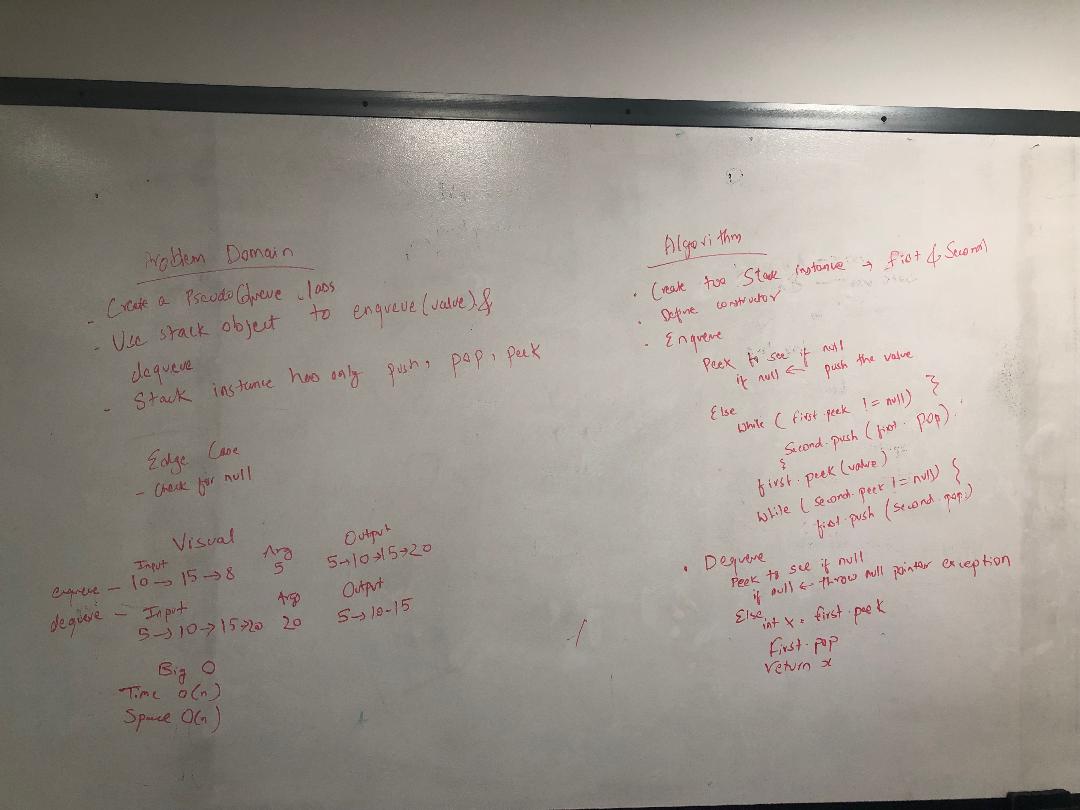 Problem Domain
- Create a PseudoQueue class
- Use stack object to enqueue (value) &
dequeue
- Stack instance has only push, pop, peek
Edge Case
- Check for null
Visual
Input Arg Output
enqueue - 10 → 15 → 8 5 5 → 10 → 15 → 20
Input Args Output
dequeue - 5 → 10 → 15 → 20 20 5 → 10 - 15
Big O
Time O(n)
Space O(n)
Algorithm
• Create two Stack instance → first & Second
• Define constructor
• Enqueue
Peek to see if null
if null ← push the value
Else
while (first.peek != null) }
Second.push (first. pop).
{
first.peek (value)
While (second.peek != null) {
first.push (second.pop)
• Dequeue
Peek to see if null
if null ← throw null pointer exception
Else
int x = first.peek
First.pop
return x